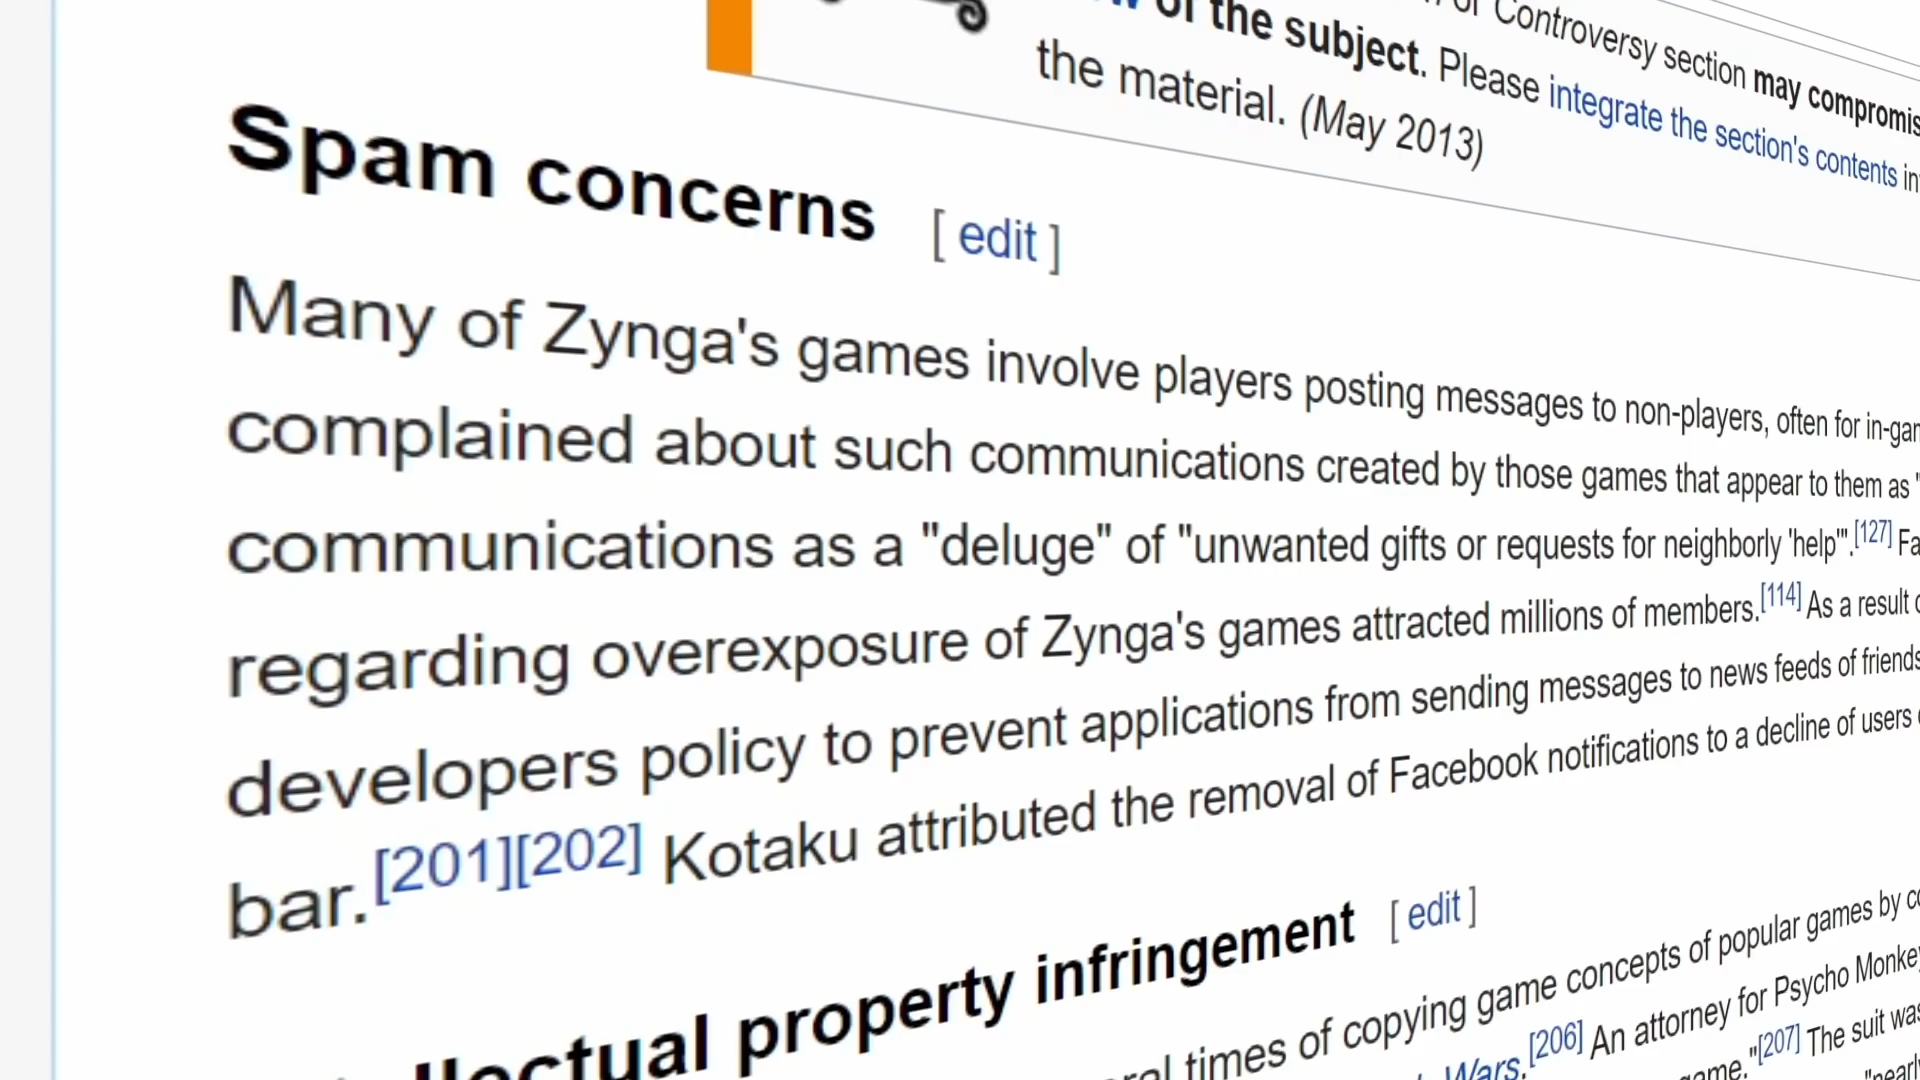 of the subject. Please integrate the section's contents
Controversy section may
the material. (May 2013)
Spam concerns [ edit ]
Many of Zynga's games involve players posting messages to non-players, often for
complained about such communications created by those games that appear to them as "
communications as a "deluge" of "unwanted gifts or requests for neighborly 'help'".[127]
regarding overexposure of Zynga's games attracted millions of members.[114] As a result
developers policy to prevent applications from sending messages to news feeds of friends
bar.[201][202] Kotaku attributed the removal of Facebook notifications to a decline of users
property infringement [ edit ]
times of copying game concepts of popular games by
Wars.[206] An attorney for Psycho
[207] The suit was